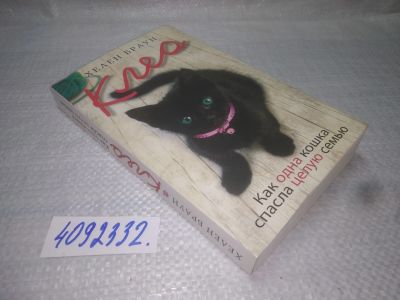 ХЕЛЕН БРАУН
Клео
Как одна кошка
спасла целую семью
ХЕЛЕН БРАУН
Клео
4092332.